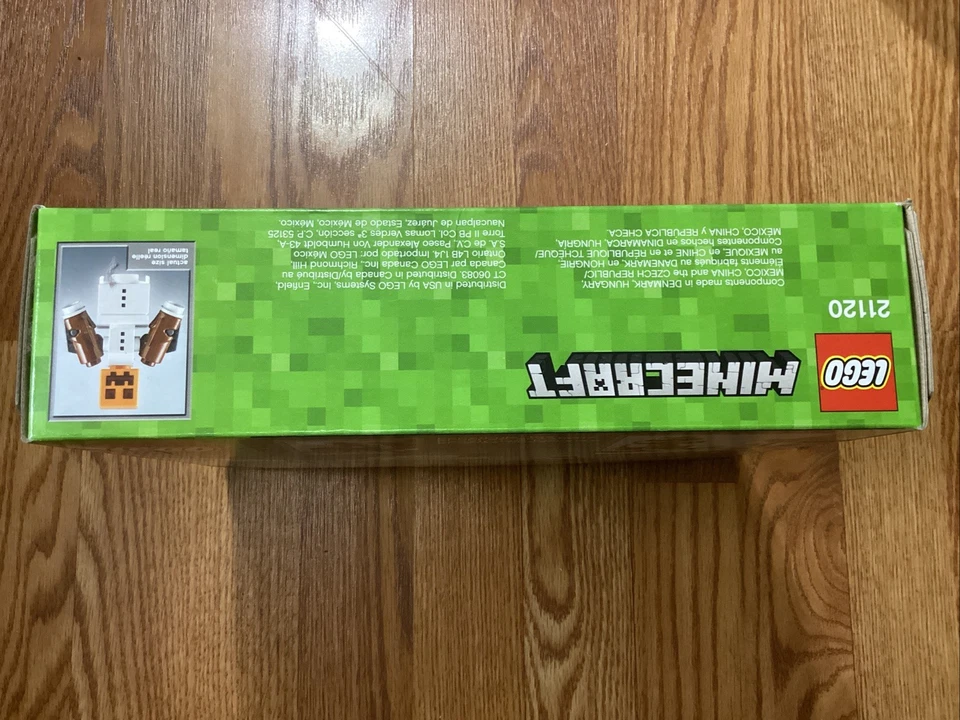 LEGO
MINECRAFT
21120
Components made in DENMARK, HUNGARY,
MEXICO, CHINA and the CZECH REPUBLIC/
Éléments fabriqués au DANEMARK, en HONGRIE,
au MEXIQUE, en CHINE et en RÉPUBLIQUE TCHÈQUE/
Componentes hechos en DINAMARCA, HUNGRÍA,
MÉXICO, CHINA y REPÚBLICA CHECA.
Distributed in USA by LEGO Systems, Inc., Enfield,
CT 06083. Distributed in Canada by/Distribué au
Canada par LEGO Canada Inc., Richmond Hill,
Ontario L4B 1J4. Importado por: LEGO México
S.A. de C.V. Paseo Alexander Von Humboldt 43-A,
Torre II PB Col. Lomas Verdes 3ª sección, C.P. 53125
Naucalpan de Juárez, Estado de México, México.
actual size
dimension réelle
tamaño real